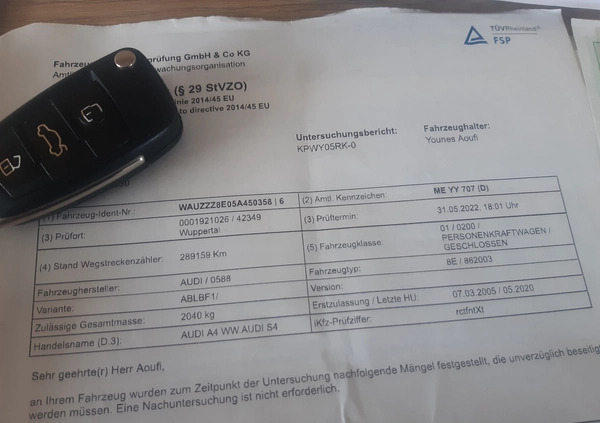 TÜVRheinland®
FSP
Fahrzeug prüfung GmbH & Co KG
Amtl wachungsorganisation
(§ 29 StVZO)
linie 2014/45 EU
to directive 2014/45 EU
Untersuchungsbericht: Fahrzeughalter:
KPWY05RK-0 Younes Aoufi
(1) Fahrzeug-Ident-Nr.: WAUZZZ8E05A450358 | 6 (2) Amtl. Kennzeichen: ME YY 707 (D)
(3) Prüfort: 0001921026 / 42349 Wuppertal (3) Prüftermin: 31.05.2022, 18:01 Uhr
(4) Stand Wegstreckenzähler: 289159 Km (5) Fahrzeugklasse: 01 / 0200 / PERSONENKRAFTWAGEN / GESCHLOSSEN
Fahrzeughersteller: AUDI / 0588 Fahrzeugtyp: 8E / 862003
Variante: ABLBF1/ Version:
Zulässige Gesamtmasse: 2040 kg Erstzulassung / Letzte HU: 07.03.2005 / 05.2020
Handelsname (D.3): AUDI A4 WW AUDI S4 iKfz-Prüfziffer:
Sehr geehrte(r) Herr Aoufi,
an Ihrem Fahrzeug wurden zum Zeitpunkt der Untersuchung nachfolgende Mängel festgestellt, die unverzüglich beseitig
werden müssen. Eine Nachuntersuchung ist nicht erforderlich.